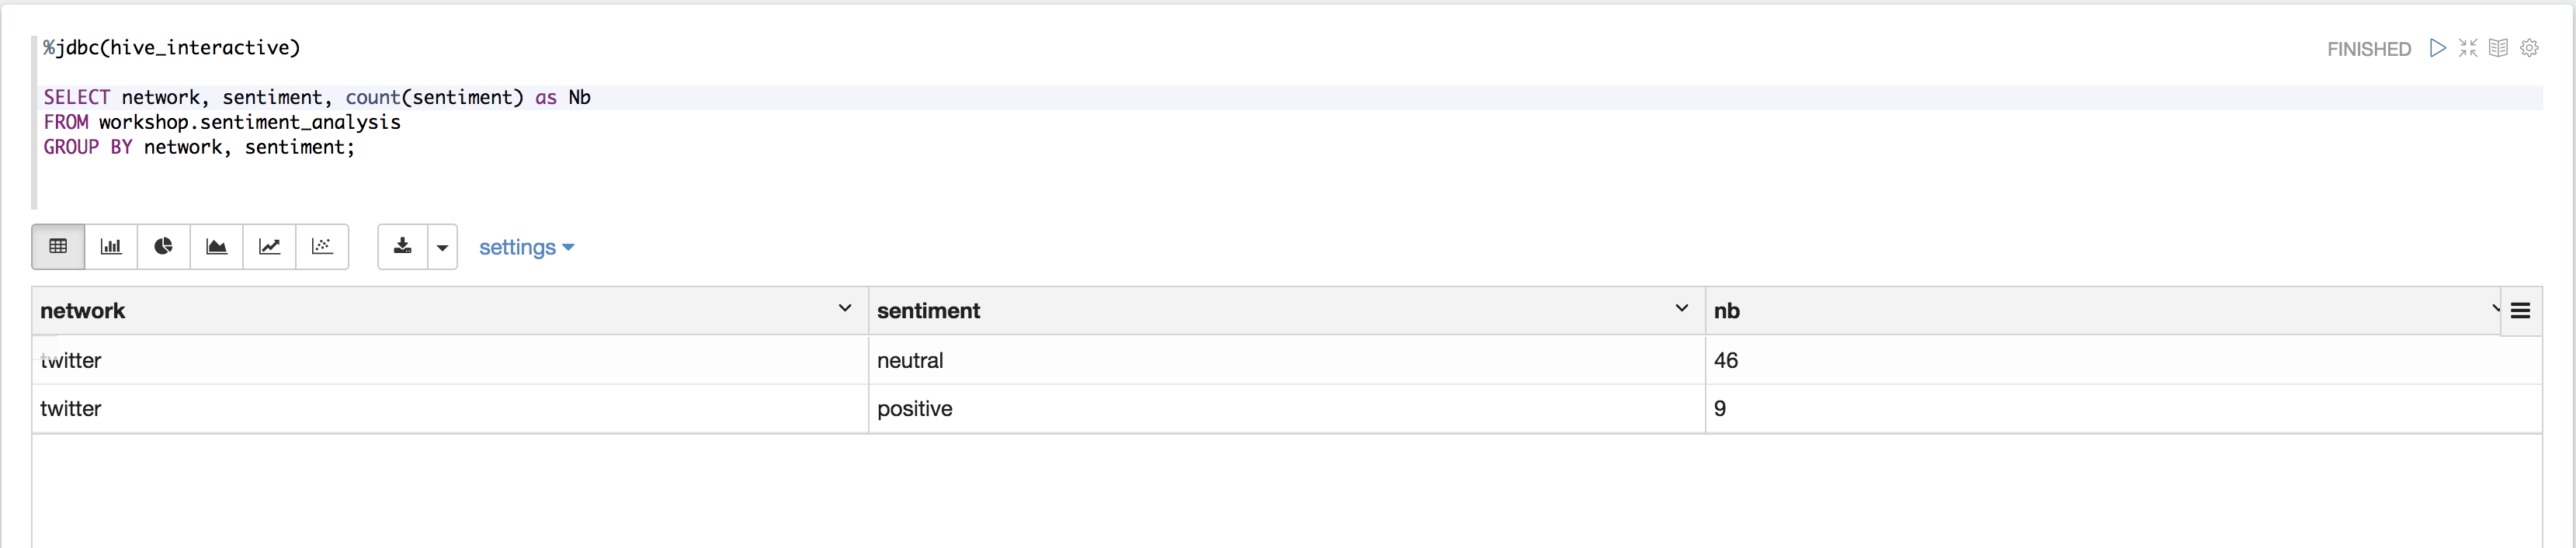 %jdbc(hive_interactive)
FINISHED
SELECT network, sentiment, count(sentiment) as Nb
FROM workshop.sentiment_analysis
GROUP BY network, sentiment;
settings
network sentiment nb
twitter neutral 46
twitter positive 9